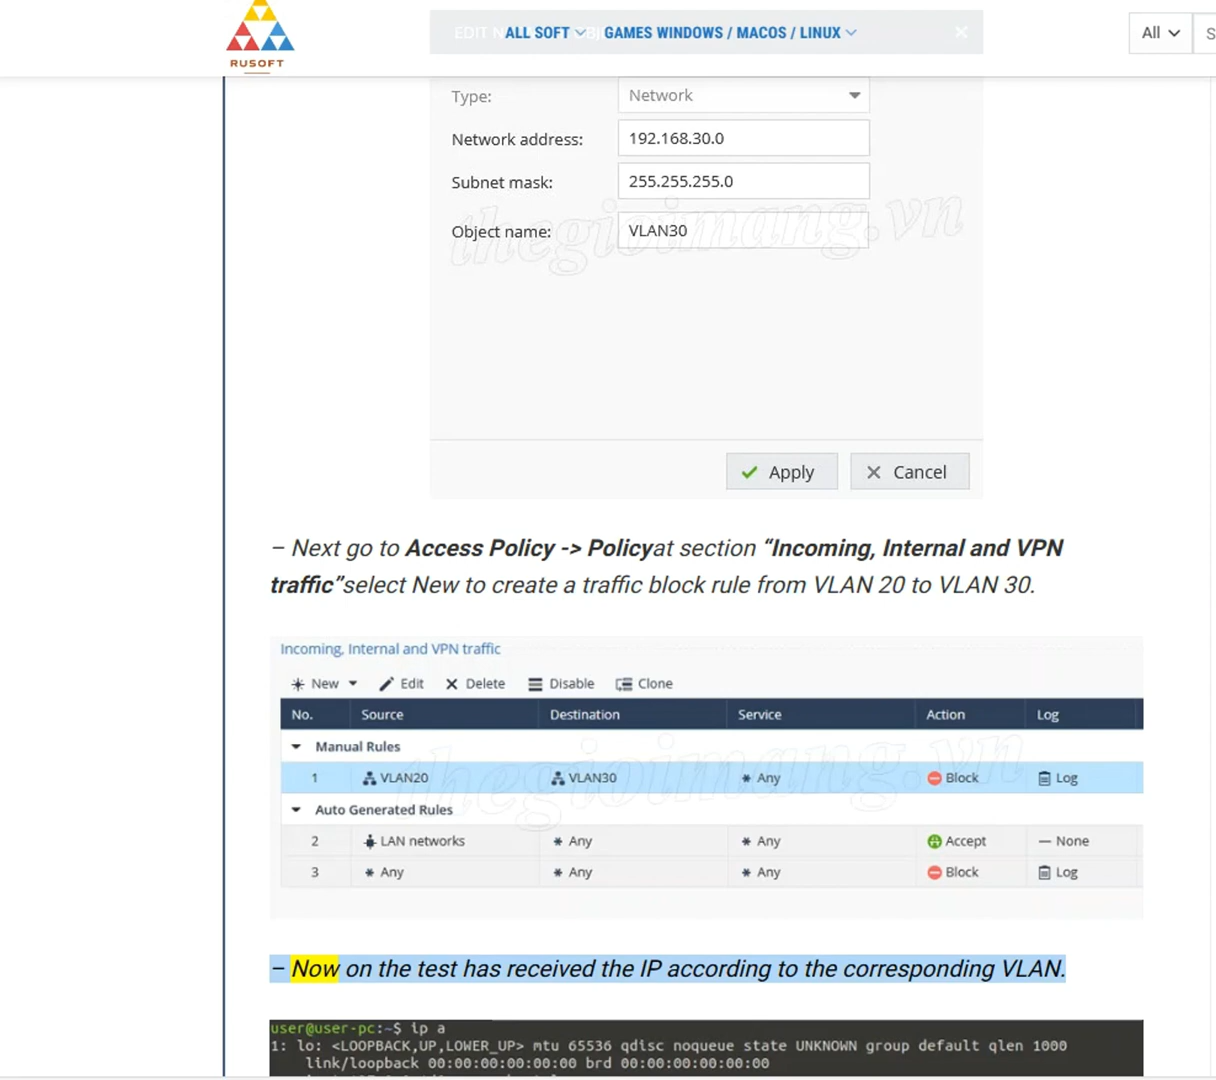 RUSOFT
EDIT N ALL SOFT GAMES WINDOWS / MACOS / LINUX
All S
Type: Network
Network address: 192.168.30.0
Subnet mask: 255.255.255.0
thegioimang.vn
Object name: VLAN30
Apply Cancel
– Next go to Access Policy -> Policyat section “Incoming, Internal and VPN
traffic”select New to create a traffic block rule from VLAN 20 to VLAN 30.
Incoming, Internal and VPN traffic
New Edit Delete Disable Clone
No. Source Destination Service Action Log
Manual Rules
thegioimang.vn
1 VLAN20 VLAN30 * Any Block Log
Auto Generated Rules
2 LAN networks * Any * Any Accept — None
3 * Any * Any * Any Block Log
– Now on the test has received the IP according to the corresponding VLAN.
user@user-pc:~$ ip a
1: lo: <LOOPBACK,UP,LOWER_UP> mtu 65536 qdisc noqueue state UNKNOWN group default qlen 1000
link/loopback 00:00:00:00:00:00 brd 00:00:00:00:00:00